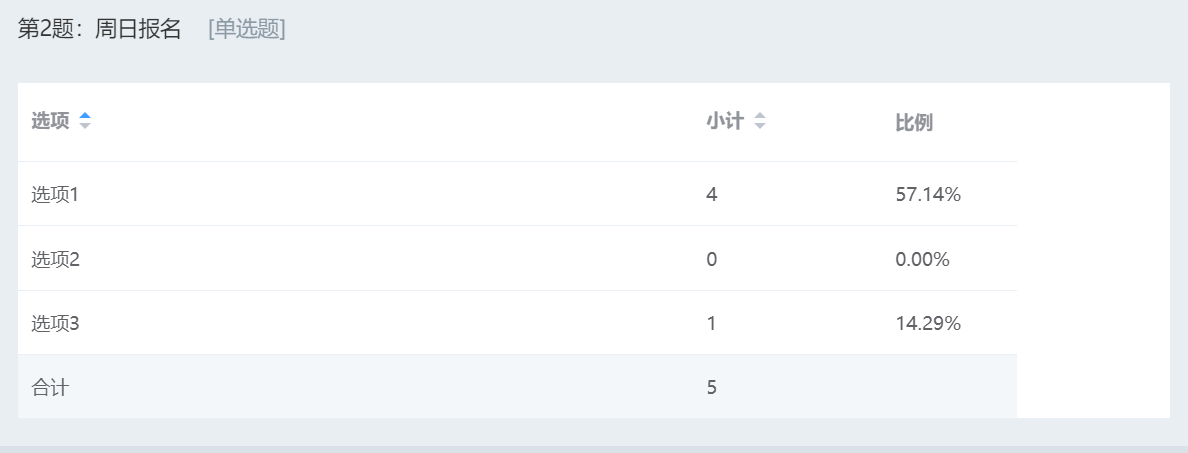 第2题：周日报名 [单选题]
选项 小计 比例
选项1 4 57.14%
选项2 0 0.00%
选项3 1 14.29%
合计 5